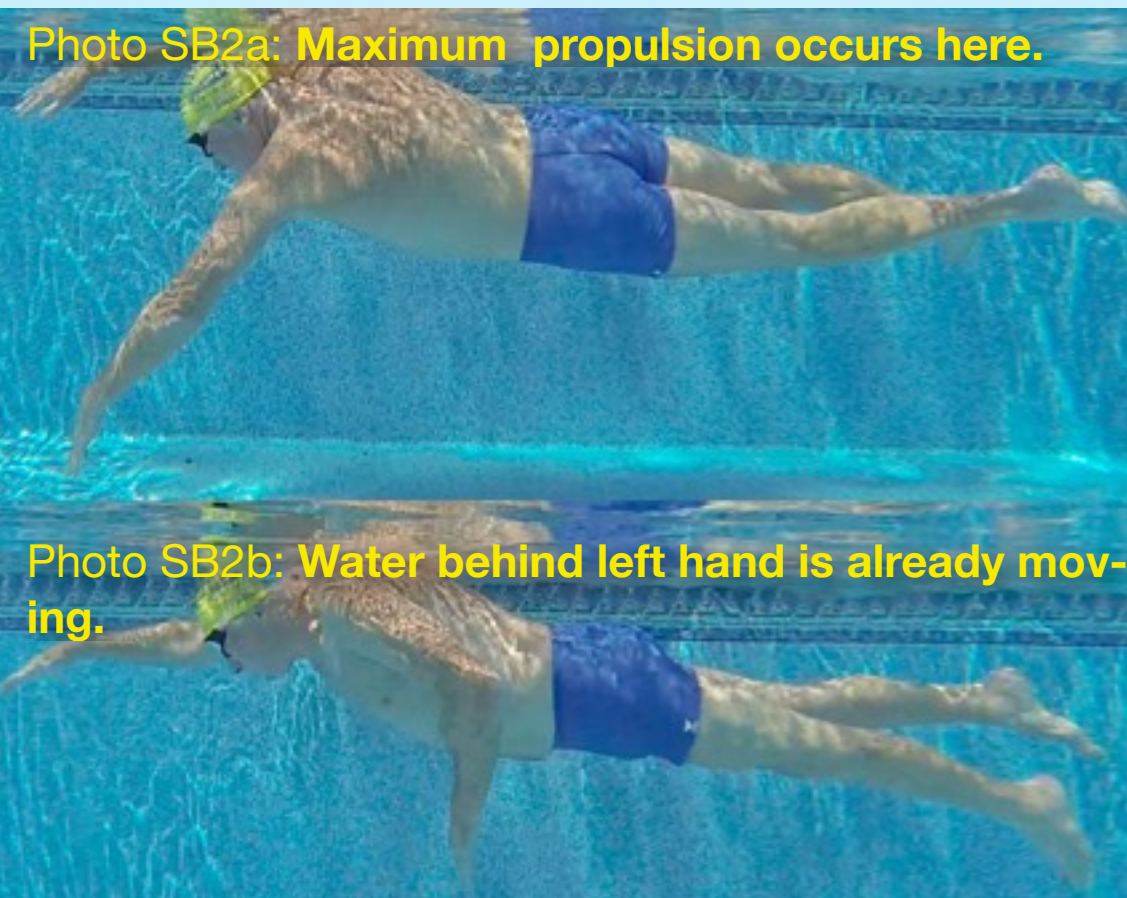 Photo SB2a: Maximum  propulsion occurs here.
Photo SB2b: Water behind left hand is already mov-
ing.